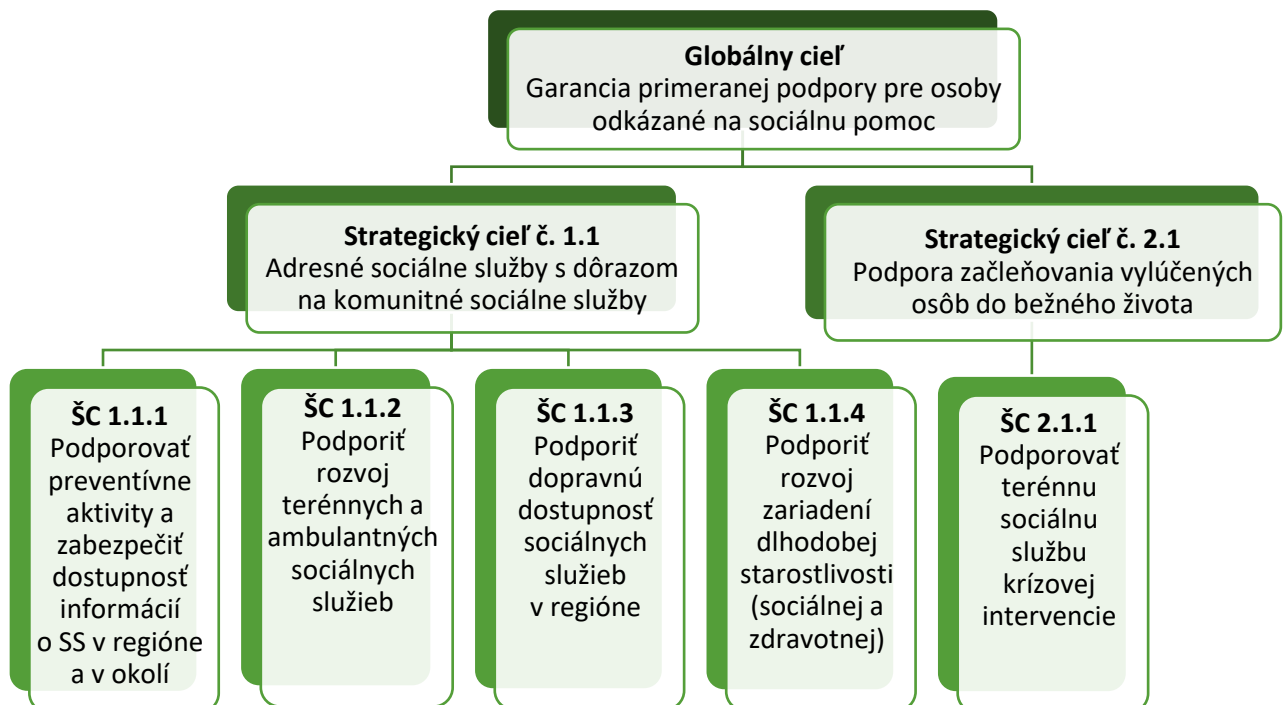 Globálny cieľ
Garancia primeranej podpory pre osoby
odkázané na sociálnu pomoc
Strategický cieľ č. 1.1
Adresné sociálne služby s dôrazom
na komunitné sociálne služby
Strategický cieľ č. 2.1
Podpora začleňovania vylúčených
osôb do bežného života
ŠC 1.1.1
Podporovať
preventívne
aktivity a
zabezpečiť
dostupnosť
informácií
o SS v regióne
a v okolí
ŠC 1.1.2
Podporiť
rozvoj
terénnych a
ambulantných
sociálnych
služieb
ŠC 1.1.3
Podporiť
dopravnú
dostupnosť
sociálnych
služieb
v regióne
ŠC 1.1.4
Podporiť
rozvoj
zariadení
dlhodobej
starostlivosti
(sociálnej a
zdravotnej)
ŠC 2.1.1
Podporovať
terénnu
sociálnu
službu
krízovej
intervencie